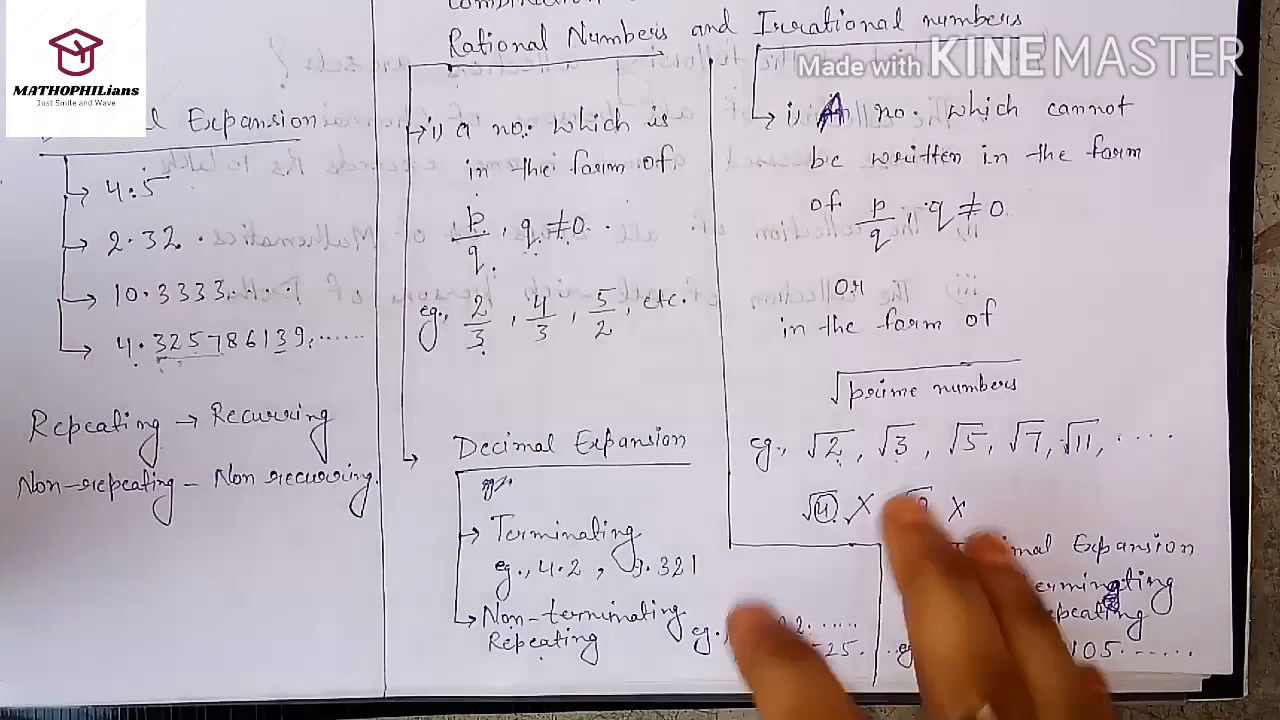 MATHOPHILians
Just Smile and Wave
Made with KINEMASTER
Rational Numbers and Irrational numbers
Expansion
4.5
2.32
10.3333.....
4.325786139,......
Repeating → Recurring
Non-repeating - Non recurring.
i) a no. which is
in the form of
p/q, q ≠ 0.
eg., 2/3, 4/3, 5/2, etc.
Decimal Expansion
Terminating
eg., 4.2, 9.321
Non-terminating
Repeating
eg.,
525.
i) A no. which cannot
be written in the form
of p/q, q ≠ 0
or
in the form of
√prime numbers
eg., √2, √3, √5, √7, √11, .....
√4 X X
Expansion
105......